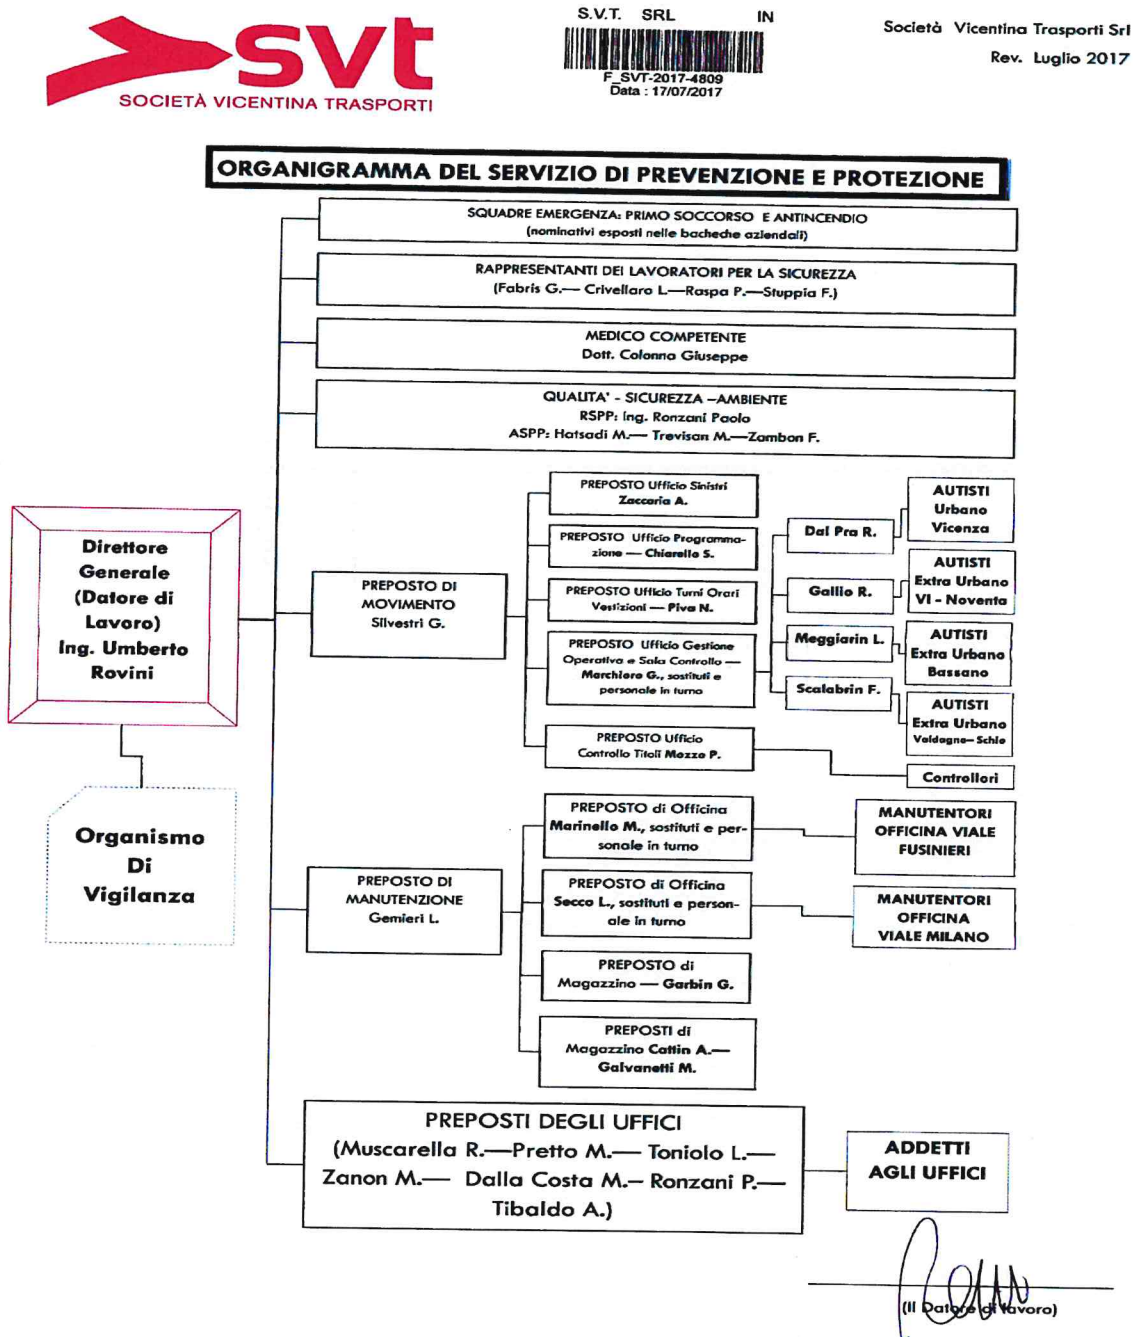 svt
SOCIETÀ VICENTINA TRASPORTI
S.V.T. SRL IN
F_SVT-2017-4809
Data : 17/07/2017
Società Vicentina Trasporti Srl
Rev. Luglio 2017
ORGANIGRAMMA DEL SERVIZIO DI PREVENZIONE E PROTEZIONE
SQUADRE EMERGENZA: PRIMO SOCCORSO E ANTINCENDIO
(nominativi esposti nelle bacheche aziendali)
RAPPRESENTANTI DEI LAVORATORI PER LA SICUREZZA
(Fabris G.— Crivellaro L.—Raspa P.—Stuppia F.)
MEDICO COMPETENTE
Dott. Colonna Giuseppe
QUALITA' - SICUREZZA –AMBIENTE
RSPP: Ing. Ronzani Paolo
ASPP: Hatsadi M.— Trevisan M.—Zambon F.
Direttore
Generale
(Datore di
Lavoro)
Ing. Umberto
Rovini
Organismo
Di
Vigilanza
PREPOSTO DI
MOVIMENTO
Silvestri G.
PREPOSTO Ufficio Sinistri
Zaccaria A.
PREPOSTO Ufficio Programma-
zione — Chiarello S.
PREPOSTO Ufficio Turni Orari
Vestizioni — Piva N.
PREPOSTO Ufficio Gestione
Operativa e Sala Controllo —
Marchioro G., sostituti e
personale in turno
PREPOSTO Ufficio
Controllo Titoli Mozzo P.
Dal Pra R.
Gallio R.
Meggiarin L.
Scalabrin F.
AUTISTI
Urbano
Vicenza
AUTISTI
Extra Urbano
VI - Noventa
AUTISTI
Extra Urbano
Bassano
AUTISTI
Extra Urbano
Valdagno– Schio
Controllori
PREPOSTO DI
MANUTENZIONE
Gemieri L.
PREPOSTO di Officina
Marinello M., sostituti e per-
sonale in turno
PREPOSTO di Officina
Secco L., sostituti e person-
ale in turno
PREPOSTO di
Magazzino — Garbin G.
PREPOSTI di
Magazzino Cattin A.—
Galvanetti M.
MANUTENTORI
OFFICINA VIALE
FUSINIERI
MANUTENTORI
OFFICINA
VIALE MILANO
PREPOSTI DEGLI UFFICI
(Muscarella R.—Pretto M.— Toniolo L.—
Zanon M.— Dalla Costa M.– Ronzani P.—
Tibaldo A.)
ADDETTI
AGLI UFFICI
(Il Datore di lavoro)